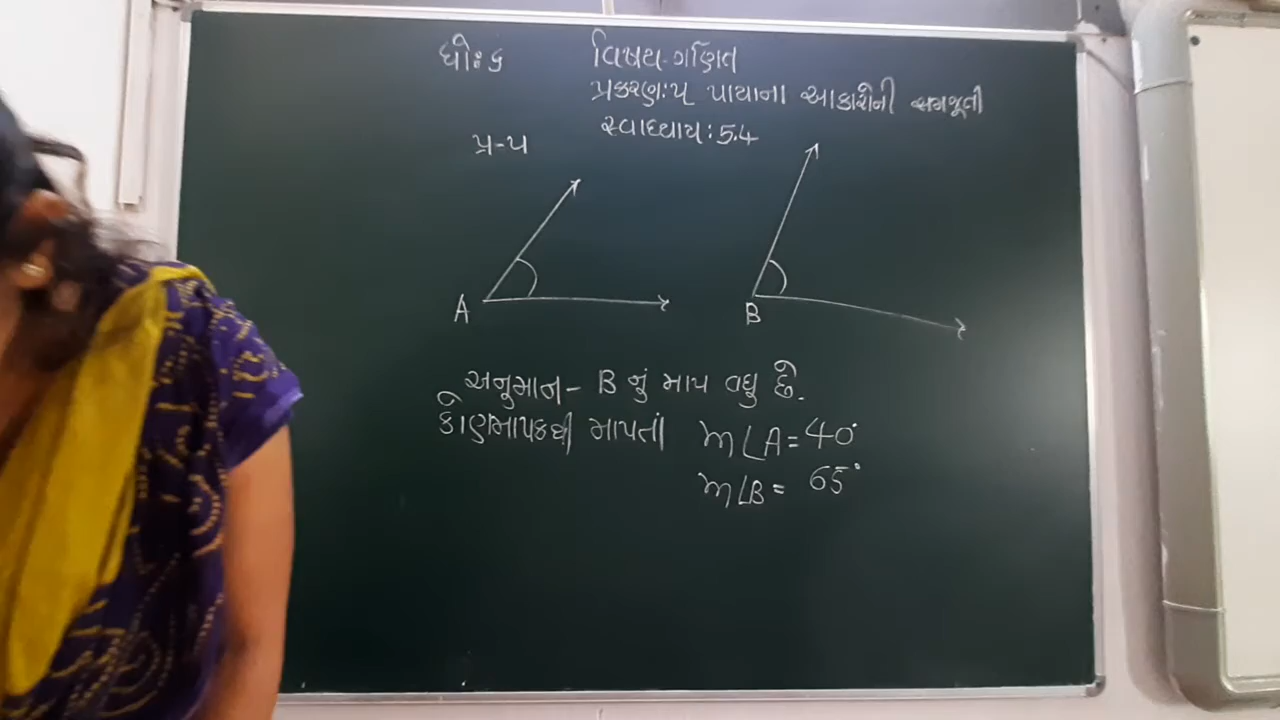 ધો: ૬ વિષય-ગણિત
પ્રકરણ: ૫ પાયાના આકારોની સમજૂતી
સ્વાધ્યાય: 5.4
પ્ર-૫
A
B
અનુમાન- B નું માપ વધુ છે.
કોણમાપકથી માપતાં m∠A = 40°
m∠B = 65°